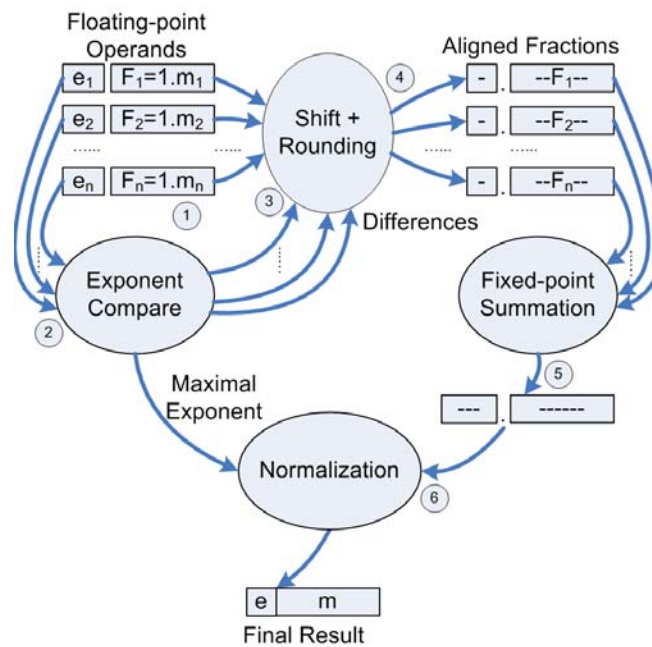 Floating-point
Operands
e1 F1=1.m1
e2 F2=1.m2
...... ......
en Fn=1.mn
1
Shift +
Rounding
3
4
Aligned Fractions
- . --F1--
- . --F2--
...... ......
- . --Fn--
Differences
Exponent
Compare
2
Fixed-point
Summation
5
--- . ------
Maximal
Exponent
Normalization
6
e m
Final Result